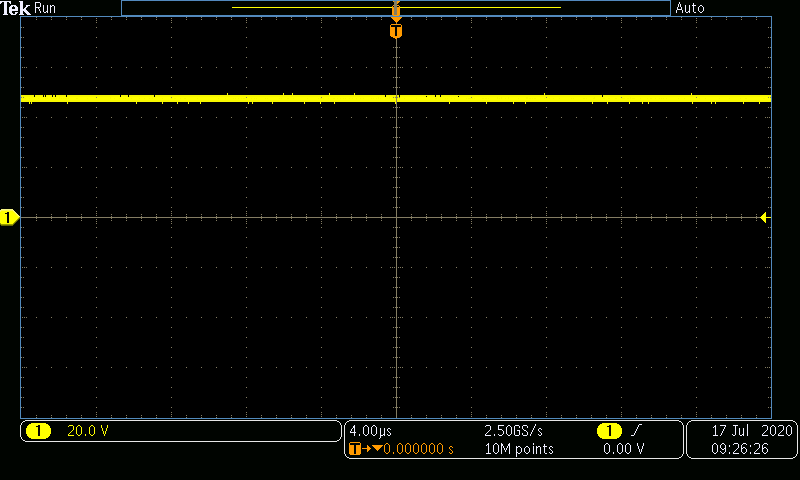 Tek Run Auto
T
T
1
1 20.0 V 4.00µs 2.50GS/s 1 17 Jul 2020
T 0.000000 s 10M points 0.00 V 09:26:26